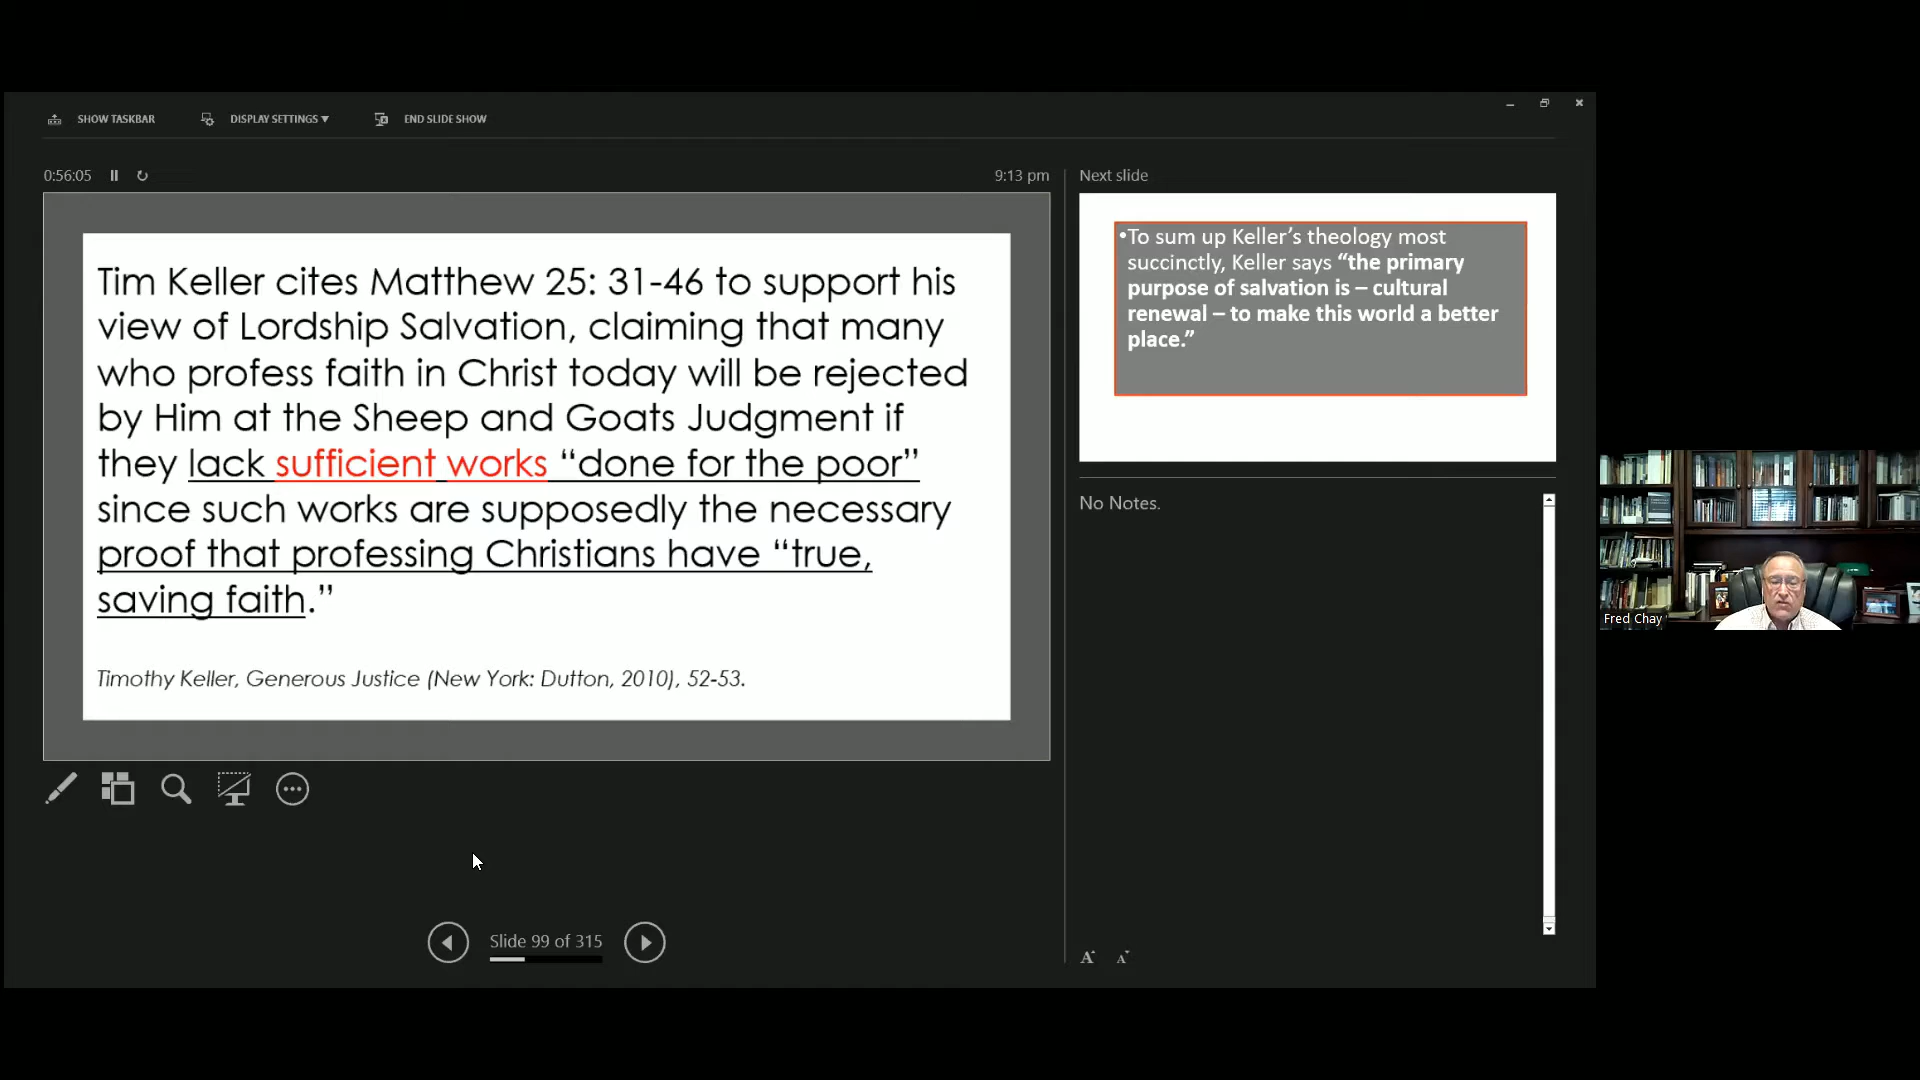 SHOW TASKBAR
DISPLAY SETTINGS ▼
END SLIDE SHOW
0:56:05
9:13 pm
Tim Keller cites Matthew 25: 31-46 to support his
view of Lordship Salvation, claiming that many
who profess faith in Christ today will be rejected
by Him at the Sheep and Goats Judgment if
they lack sufficient works “done for the poor”
since such works are supposedly the necessary
proof that professing Christians have “true,
saving faith.”
Timothy Keller, Generous Justice (New York: Dutton, 2010), 52-53.
Slide 99 of 315
Next slide
•To sum up Keller’s theology most
succinctly, Keller says “the primary
purpose of salvation is – cultural
renewal – to make this world a better
place.”
No Notes.
A A
Fred Chay